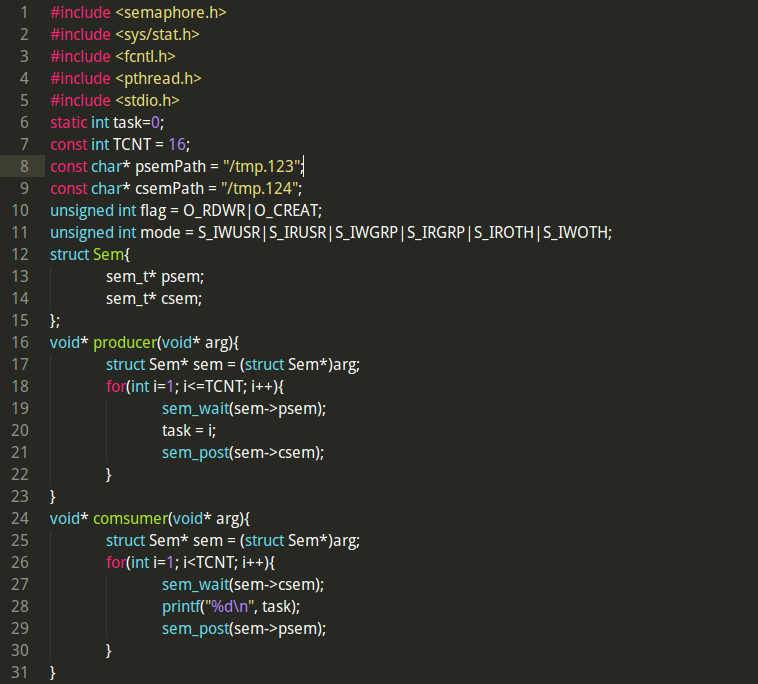 1 #include <semaphore.h>
2 #include <sys/stat.h>
3 #include <fcntl.h>
4 #include <pthread.h>
5 #include <stdio.h>
6 static int task=0;
7 const int TCNT = 16;
8 const char* psemPath = "/tmp.123";
9 const char* csemPath = "/tmp.124";
10 unsigned int flag = O_RDWR|O_CREAT;
11 unsigned int mode = S_IWUSR|S_IRUSR|S_IWGRP|S_IRGRP|S_IROTH|S_IWOTH;
12 struct Sem{
13 sem_t* psem;
14 sem_t* csem;
15 };
16 void* producer(void* arg){
17 struct Sem* sem = (struct Sem*)arg;
18 for(int i=1; i<=TCNT; i++){
19 sem_wait(sem->psem);
20 task = i;
21 sem_post(sem->csem);
22 }
23 }
24 void* comsumer(void* arg){
25 struct Sem* sem = (struct Sem*)arg;
26 for(int i=1; i<TCNT; i++){
27 sem_wait(sem->csem);
28 printf("%d\n", task);
29 sem_post(sem->psem);
30 }
31 }